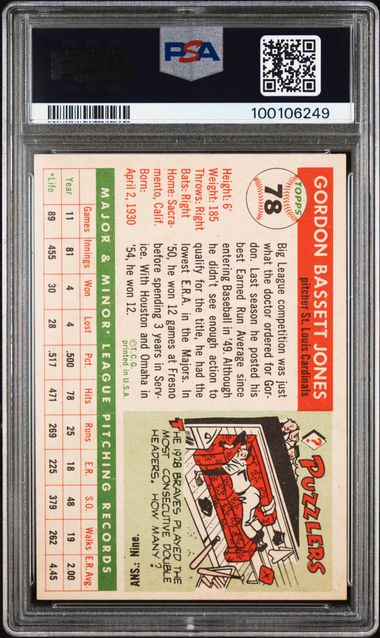 PSA
PSA
100106249
TOPPS
78
GORDON BASSETT JONES
pitcher St. Louis Cardinals
Height: 6'
Weight: 185
Throws: Right
Bats: Right
Home: Sacra-
mento, Calif.
Born:
April 2, 1930
Big League competition was just
what the doctor ordered for Gor-
don. Last season he posted his
best Earned Run Average since
entering Baseball in '49. Although
he didn't see enough action to
qualify for the title, he had the
lowest E.R.A. in the Majors. In
'50, he won 12 games at Fresno
before spending 3 years in Serv-
ice. With Houston and Omaha in
'54, he won 12.
©T.C.G.
printed in U.S.A.
? PUZZLERS
THE 1928 BRAVES PLAYED THE
MOST CONSECUTIVE DOUBLE
HEADERS. HOW MANY?
ANS.: Nine.
MAJOR & MINOR* LEAGUE PITCHING RECORDS
Games Innings Won Lost Pct. Hits Runs E.R. S.O. Walks E.R.Avg.
Year 11 81 4 4 .500 78 25 18 48 19 2.00
*Life 89 455 30 28 .517 471 269 225 379 262 4.45